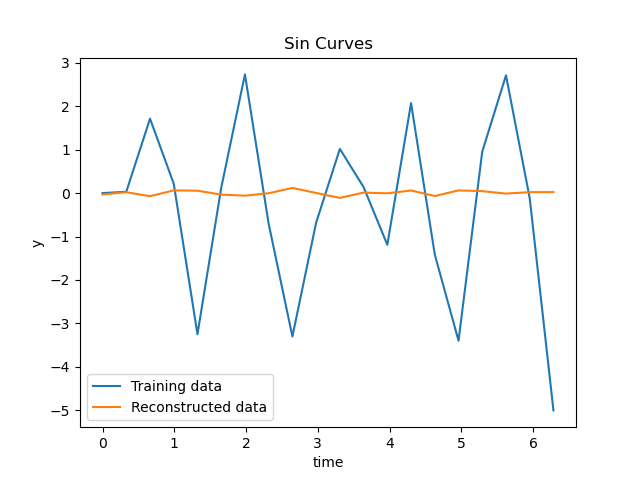 Sin Curves
3
2
1
0
−1
−2
−3
−4
−5
y
Training data
Reconstructed data
0 1 2 3 4 5 6
time